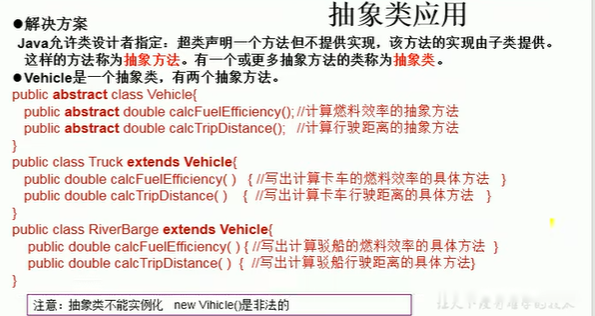 抽象类应用
●解决方案
Java允许类设计者指定：超类声明一个方法但不提供实现，该方法的实现由子类提供。
这样的方法称为抽象方法。有一个或更多抽象方法的类称为抽象类。
●Vehicle是一个抽象类，有两个抽象方法。
public abstract class Vehicle{
public abstract double calcFuelEfficiency(); //计算燃料效率的抽象方法
public abstract double calcTripDistance(); //计算行驶距离的抽象方法
}
public class Truck extends Vehicle{
public double calcFuelEfficiency( ) { //写出计算卡车的燃料效率的具体方法 }
public double calcTripDistance( ) { //写出计算卡车行驶距离的具体方法 }
}
public class RiverBarge extends Vehicle{
public double calcFuelEfficiency( ) { //写出计算驳船的燃料效率的具体方法 }
public double calcTripDistance( ) { //写出计算驳船行驶距离的具体方法}
}
注意：抽象类不能实例化 new Vihicle()是非法的